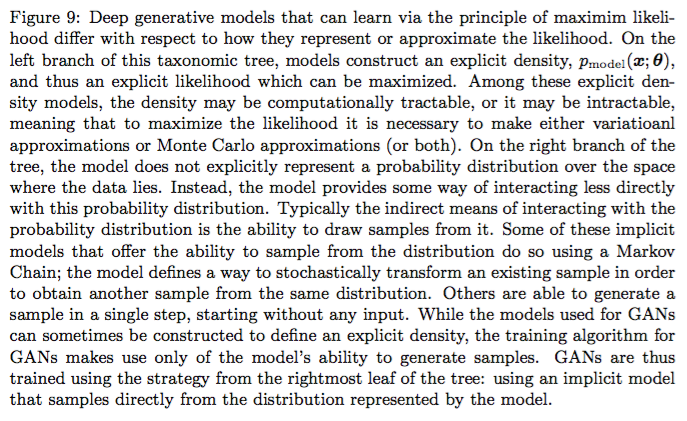 Figure 9: Deep generative models that can learn via the principle of maximim likeli-
hood differ with respect to how they represent or approximate the likelihood. On the
left branch of this taxonomic tree, models construct an explicit density, pmodel(x; θ),
and thus an explicit likelihood which can be maximized. Among these explicit den-
sity models, the density may be computationally tractable, or it may be intractable,
meaning that to maximize the likelihood it is necessary to make either variatioanl
approximations or Monte Carlo approximations (or both). On the right branch of the
tree, the model does not explicitly represent a probability distribution over the space
where the data lies. Instead, the model provides some way of interacting less directly
with this probability distribution. Typically the indirect means of interacting with the
probability distribution is the ability to draw samples from it. Some of these implicit
models that offer the ability to sample from the distribution do so using a Markov
Chain; the model defines a way to stochastically transform an existing sample in order
to obtain another sample from the same distribution. Others are able to generate a
sample in a single step, starting without any input. While the models used for GANs
can sometimes be constructed to define an explicit density, the training algorithm for
GANs makes use only of the model's ability to generate samples. GANs are thus
trained using the strategy from the rightmost leaf of the tree: using an implicit model
that samples directly from the distribution represented by the model.